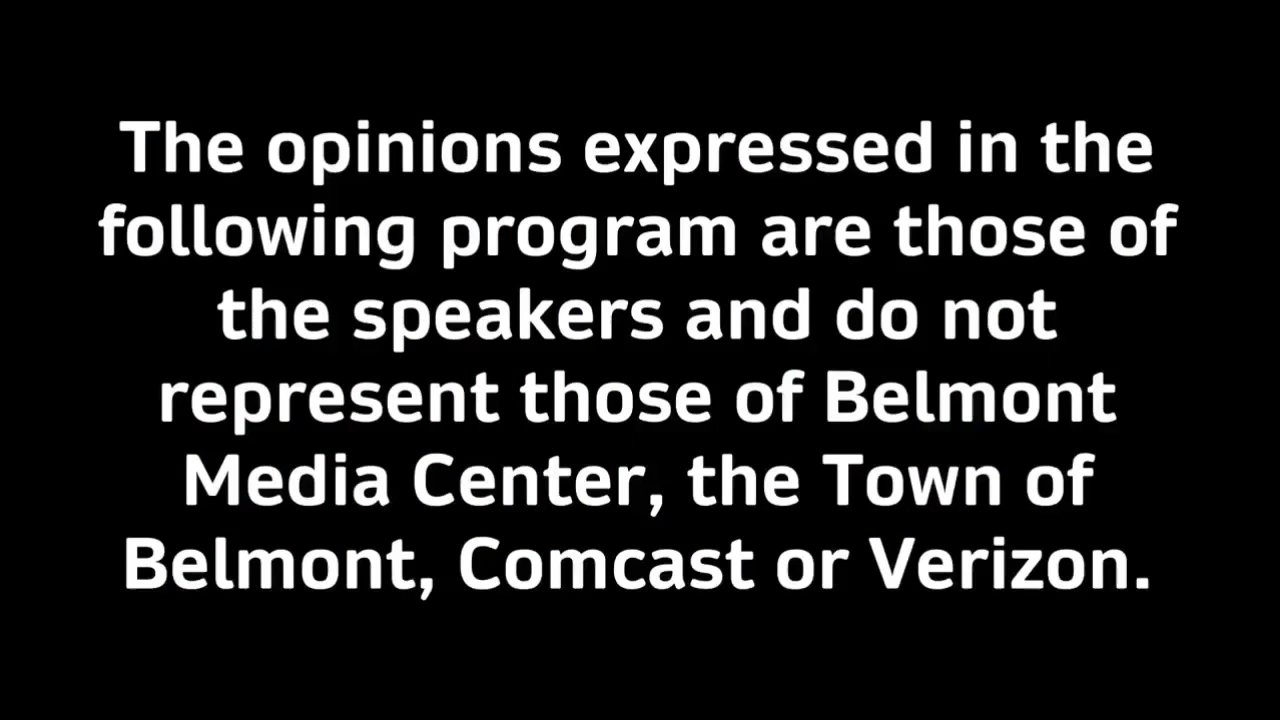 The opinions expressed in the
following program are those of
the speakers and do not
represent those of Belmont
Media Center, the Town of
Belmont, Comcast or Verizon.